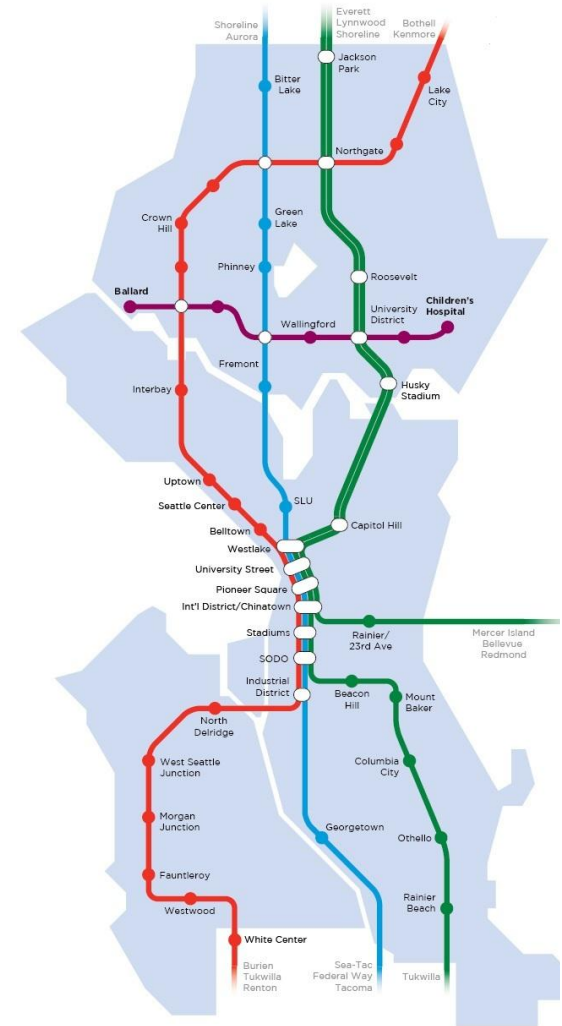 Shoreline
Aurora
Everett
Lynnwood
Shoreline
Bothell
Kenmore
Jackson
Park
Bitter
Lake
Lake
City
Northgate
Crown
Hill
Green
Lake
Phinney
Roosevelt
Ballard
Children's
Hospital
University
District
Wallingford
Fremont
Interbay
Husky
Stadium
Uptown
Seattle Center
SLU
Belltown
Capitol Hill
Westlake
University Street
Pioneer Square
Int'l District/Chinatown
Stadiums
Rainier/
23rd Ave
Mercer Island
Bellevue
Redmond
SODO
Industrial
District
Beacon
Hill
Mount
Baker
North
Delridge
West Seattle
Junction
Columbia
City
Morgan
Junction
Georgetown
Othello
Fauntleroy
Westwood
Rainier
Beach
White Center
Burien
Tukwilla
Renton
Sea-Tac
Federal Way
Tacoma
Tukwilla